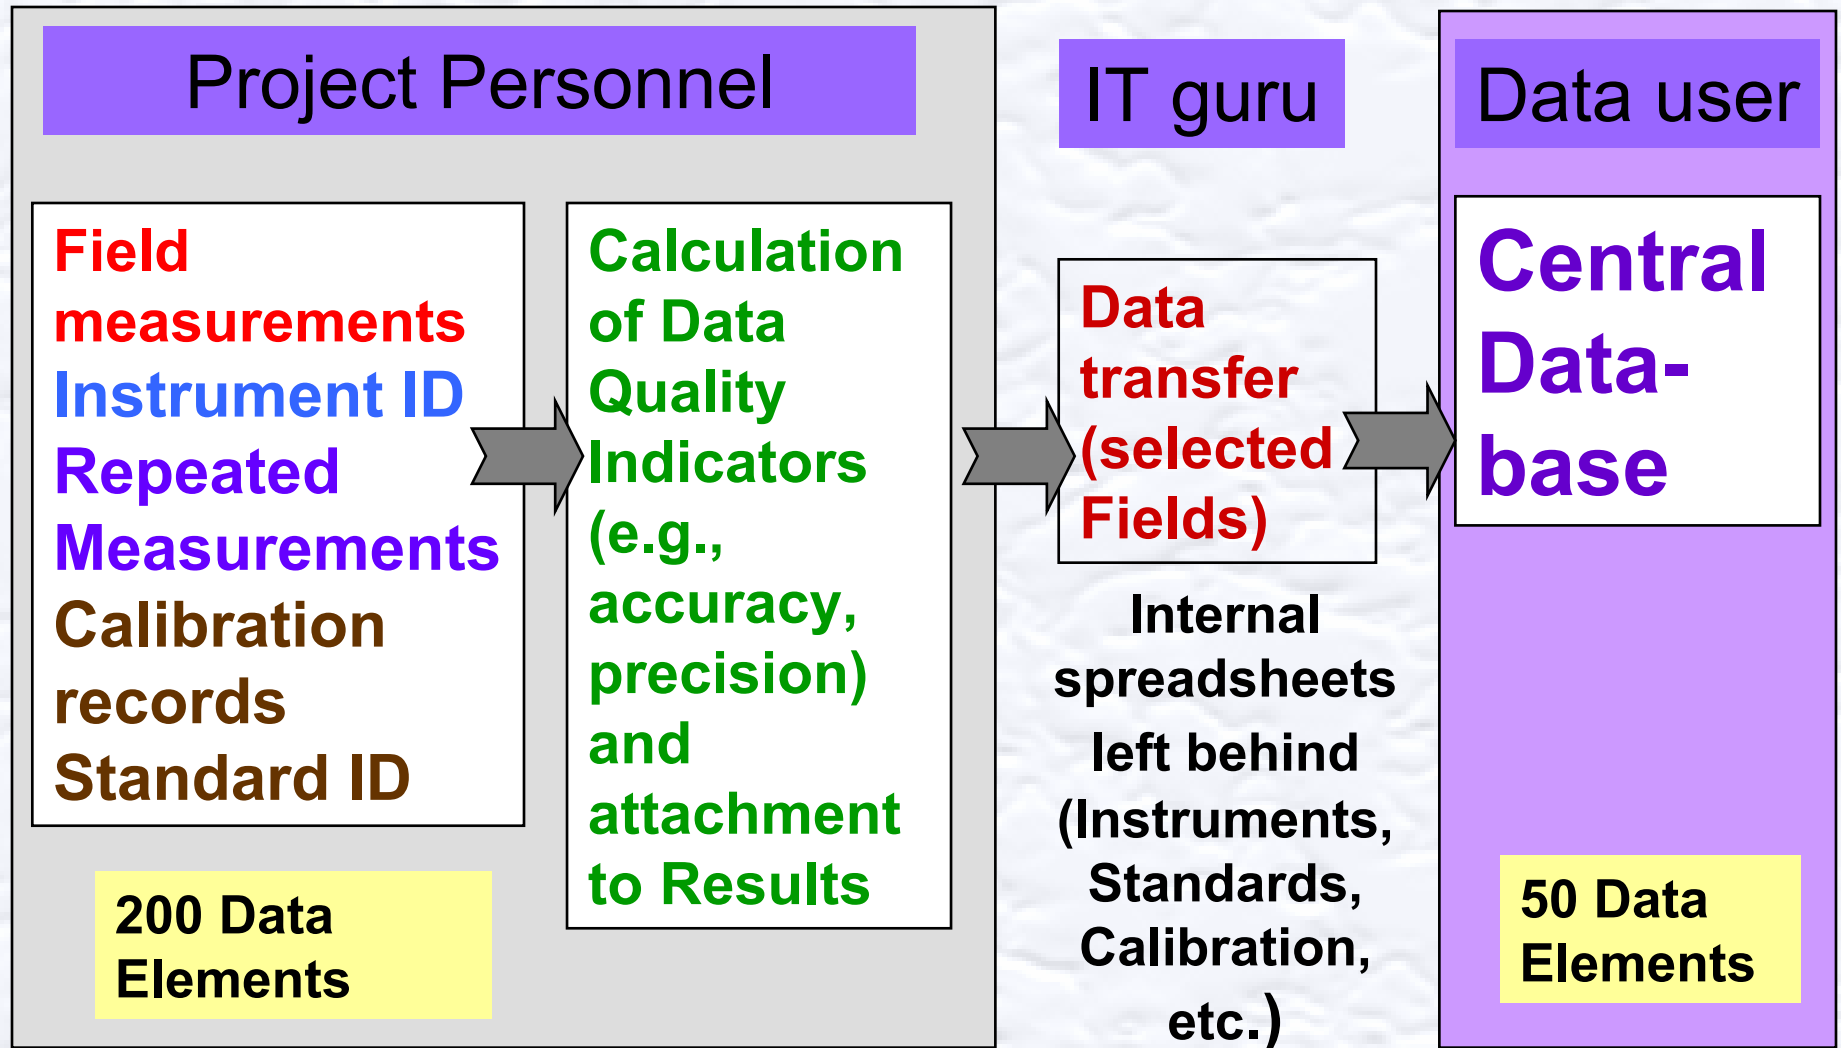 Project Personnel
Field
measurements
Instrument ID
Repeated
Measurements
Calibration
records
Standard ID
200 Data
Elements
Calculation
of Data
Quality
Indicators
(e.g.,
accuracy,
precision)
and
attachment
to Results
IT guru
Data
transfer
(selected
Fields)
Internal
spreadsheets
left behind
(Instruments,
Standards,
Calibration,
etc.)
Data user
Central
Data-
base
50 Data
Elements